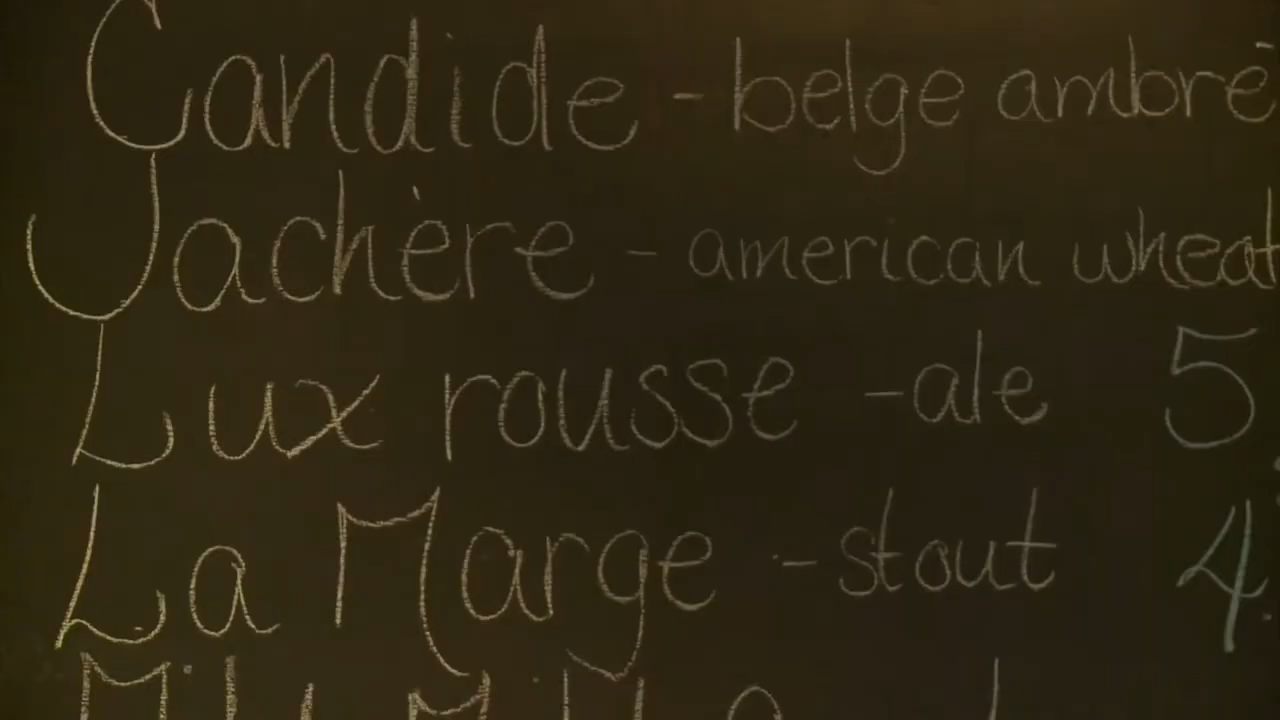 Candide - belge ambré
Jachère - american wheat
Lux rousse - ale 5
La Marge - stout 4